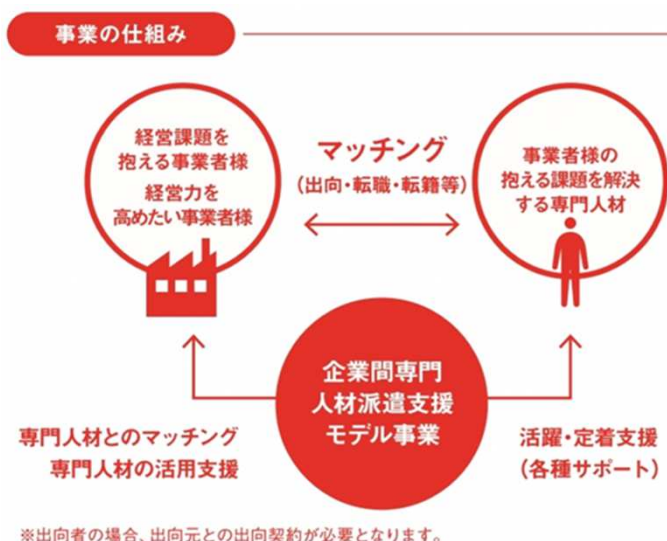 事業の仕組み
経営課題を
抱える事業者様
経営力を
高めたい事業者様
マッチング
(出向・転職・転籍等)
事業者様の
抱える課題を解決
する専門人材
企業間専門
人材派遣支援
モデル事業
専門人材とのマッチング
専門人材の活用支援
活躍・定着支援
(各種サポート)
※出向者の場合、出向元との出向契約が必要となります。